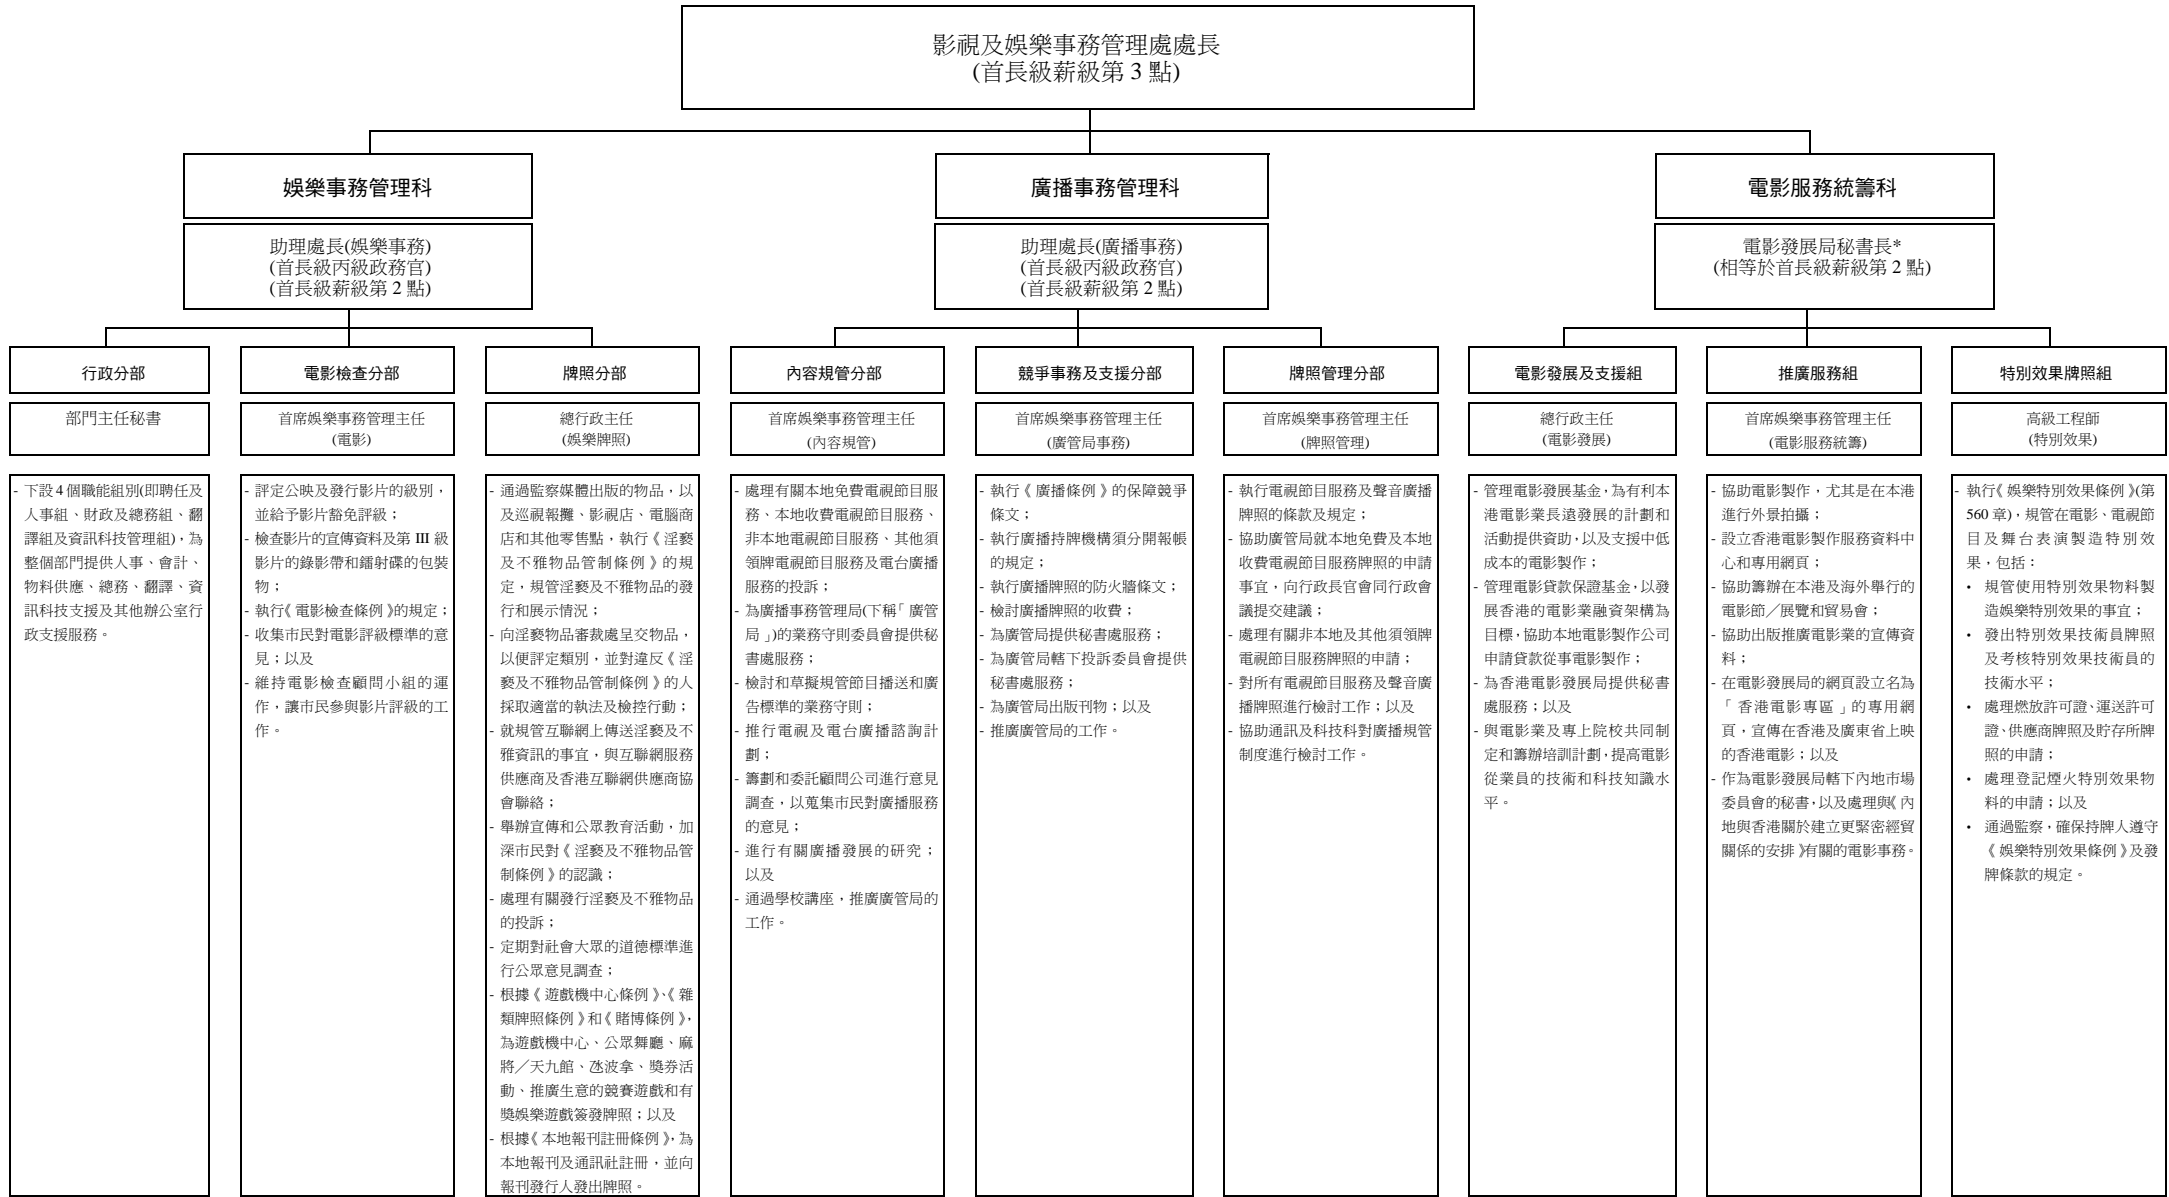 影視及娛樂事務管理處處長
(首長級薪級第 3 點)
娛樂事務管理科
助理處長(娛樂事務)
(首長級丙級政務官)
(首長級薪級第 2 點)
廣播事務管理科
助理處長(廣播事務)
(首長級丙級政務官)
(首長級薪級第 2 點)
電影服務統籌科
電影發展局秘書長*
(相等於首長級薪級第 2 點)
行政分部
部門主任秘書
- 下設 4 個職能組別(即聘任及
人事組、財政及總務組、翻
譯組及資訊科技管理組)，為
整個部門提供人事、會計、
物料供應、總務、翻譯、資
訊科技支援及其他辦公室行
政支援服務。
電影檢查分部
首席娛樂事務管理主任
(電影)
- 評定公映及發行影片的級別，
並給予影片豁免評級；
- 檢查影片的宣傳資料及第 III 級
影片的錄影帶和鐳射碟的包裝
物；
- 執行《電影檢查條例》的規定；
- 收集市民對電影評級標準的意
見；以及
- 維持電影檢查顧問小組的運
作，讓市民參與影片評級的工
作。
牌照分部
總行政主任
(娛樂牌照)
- 通過監察媒體出版的物品，以
及巡視報攤、影視店、電腦商
店和其他零售點，執行《淫褻
及不雅物品管制條例》的規
定，規管淫褻及不雅物品的發
行和展示情況；
- 向淫褻物品審裁處呈交物品，
以便評定類別，並對違反《淫
褻及不雅物品管制條例》的人
採取適當的執法及檢控行動；
- 就規管互聯網上傳送淫褻及不
雅資訊的事宜，與互聯網服務
供應商及香港互聯網供應商協
會聯絡；
- 舉辦宣傳和公眾教育活動，加
深市民對《淫褻及不雅物品管
制條例》的認識；
- 處理有關發行淫褻及不雅物品
的投訴；
- 定期對社會大眾的道德標準進
行公眾意見調查；
- 根據《遊戲機中心條例》、《雜
類牌照條例》和《賭博條例》，
為遊戲機中心、公眾舞廳、麻
將／天九館、氹波拿、獎券活
動、推廣生意的競賽遊戲和有
獎娛樂遊戲簽發牌照；以及
- 根據《本地報刊註冊條例》，為
本地報刊及通訊社註冊，並向
報刊發行人發出牌照。
內容規管分部
首席娛樂事務管理主任
(內容規管)
- 處理有關本地免費電視節目服
務、本地收費電視節目服務、
非本地電視節目服務、其他須
領牌電視節目服務及電台廣播
服務的投訴；
- 為廣播事務管理局(下稱「廣管
局」)的業務守則委員會提供秘
書處服務；
- 檢討和草擬規管節目播送和廣
告標準的業務守則；
- 推行電視及電台廣播諮詢計
劃；
- 籌劃和委託顧問公司進行意見
調查，以蒐集市民對廣播服務
的意見；
- 進行有關廣播發展的研究；
以及
- 通過學校講座，推廣廣管局的
工作。
競爭事務及支援分部
首席娛樂事務管理主任
(廣管局事務)
- 執行《廣播條例》的保障競爭
條文；
- 執行廣播持牌機構須分開報帳
的規定；
- 執行廣播牌照的防火牆條文；
- 檢討廣播牌照的收費；
- 為廣管局提供秘書處服務；
- 為廣管局轄下投訴委員會提供
秘書處服務；
- 為廣管局出版刊物；以及
- 推廣廣管局的工作。
牌照管理分部
首席娛樂事務管理主任
(牌照管理)
- 執行電視節目服務及聲音廣播
牌照的條款及規定；
- 協助廣管局就本地免費及本地
收費電視節目服務牌照的申請
事宜，向行政長官會同行政會
議提交建議；
- 處理有關非本地及其他須領牌
電視節目服務牌照的申請；
- 對所有電視節目服務及聲音廣
播牌照進行檢討工作；以及
- 協助通訊及科技科對廣播規管
制度進行檢討工作。
電影發展及支援組
總行政主任
(電影發展)
- 管理電影發展基金，為有利本
港電影業長遠發展的計劃和
活動提供資助，以及支援中低
成本的電影製作；
- 管理電影貸款保證基金，以發
展香港的電影業融資架構為
目標，協助本地電影製作公司
申請貸款從事電影製作；
- 為香港電影發展局提供秘書
處服務；以及
- 與電影業及專上院校共同制
定和籌辦培訓計劃，提高電影
從業員的技術和科技知識水
平。
推廣服務組
首席娛樂事務管理主任
(電影服務統籌)
- 協助電影製作，尤其是在本港
進行外景拍攝；
- 設立香港電影製作服務資料中
心和專用網頁；
- 協助籌辦在本港及海外舉行的
電影節／展覽和貿易會；
- 協助出版推廣電影業的宣傳資
料；
- 在電影發展局的網頁設立名為
「香港電影專區」的專用網
頁，宣傳在香港及廣東省上映
的香港電影；以及
- 作為電影發展局轄下內地市場
委員會的秘書，以及處理與《內
地與香港關於建立更緊密經貿
關係的安排》有關的電影事務。
特別效果牌照組
高級工程師
(特別效果)
- 執行《娛樂特別效果條例》(第
560 章)，規管在電影、電視節
目及舞台表演製造特別效
果，包括：
• 規管使用特別效果物料製
造娛樂特別效果的事宜；
• 發出特別效果技術員牌照
及考核特別效果技術員的
技術水平；
• 處理燃放許可證、運送許可
證、供應商牌照及貯存所牌
照的申請；
• 處理登記煙火特別效果物
料的申請；以及
• 通過監察，確保持牌人遵守
《娛樂特別效果條例》及發
牌條款的規定。